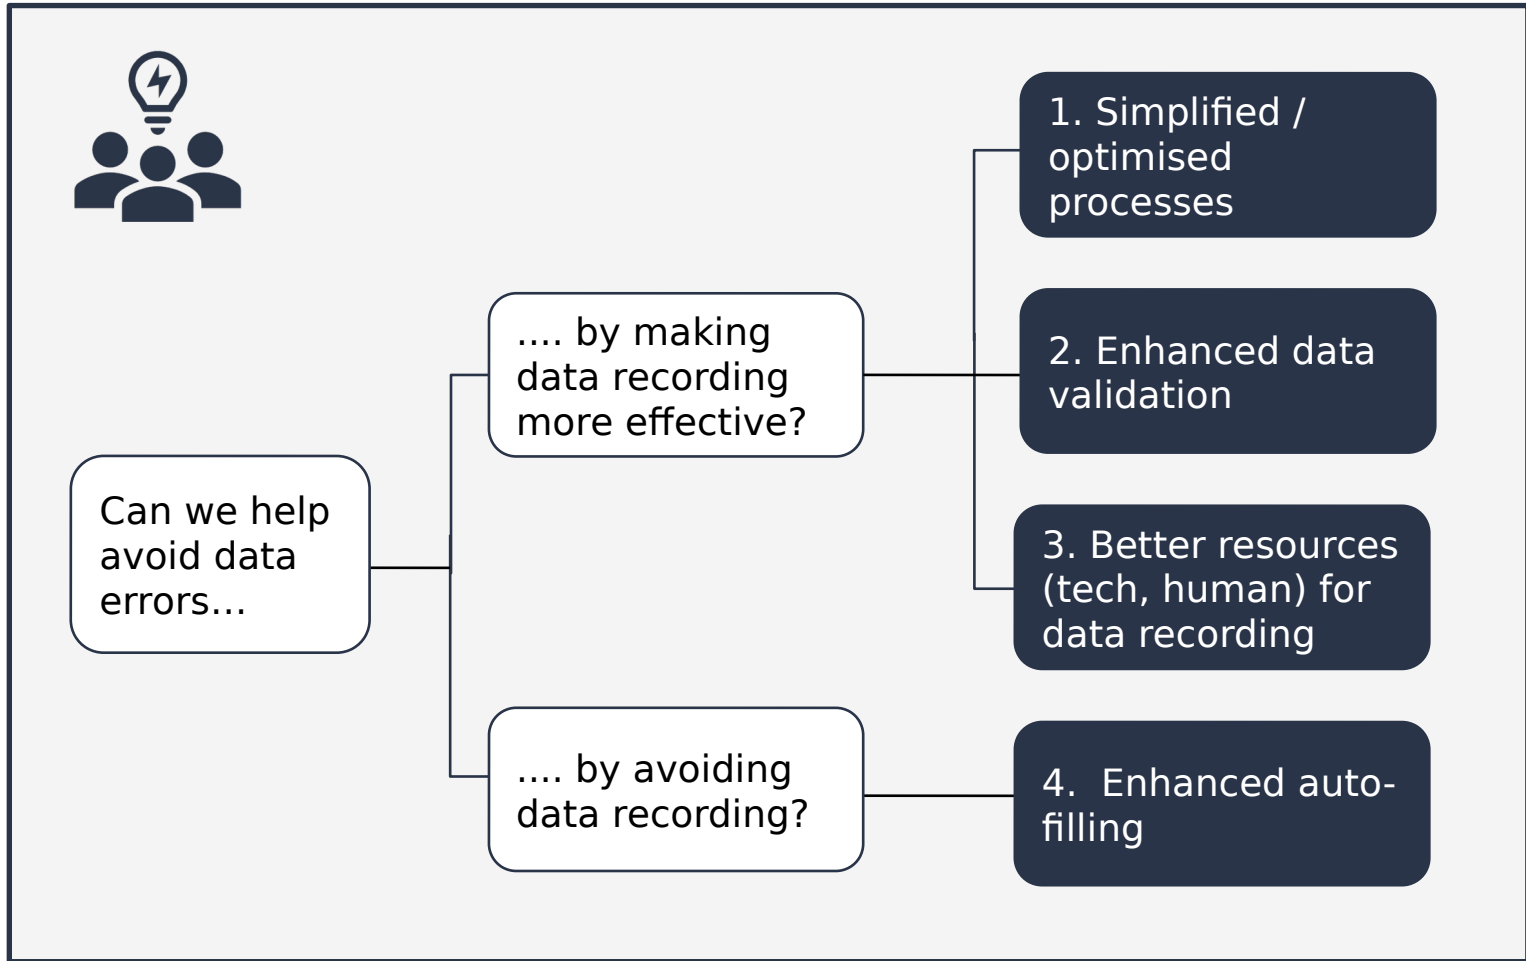 Can we help
avoid data
errors...
.... by making
data recording
more effective?
1. Simplified /
optimised
processes
2. Enhanced data
validation
3. Better resources
(tech, human) for
data recording
.... by avoiding
data recording?
4.  Enhanced auto-
filling